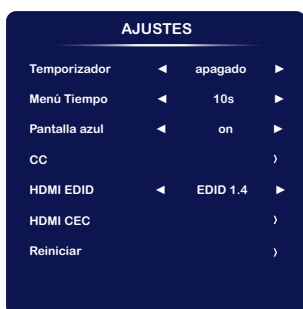 AJUSTES
Temporizador ◄ apagado ►
Menú Tiempo ◄ 10s ►
Pantalla azul ◄ on ►
CC 〉
HDMI EDID ◄ EDID 1.4 ►
HDMI CEC 〉
Reiniciar 〉